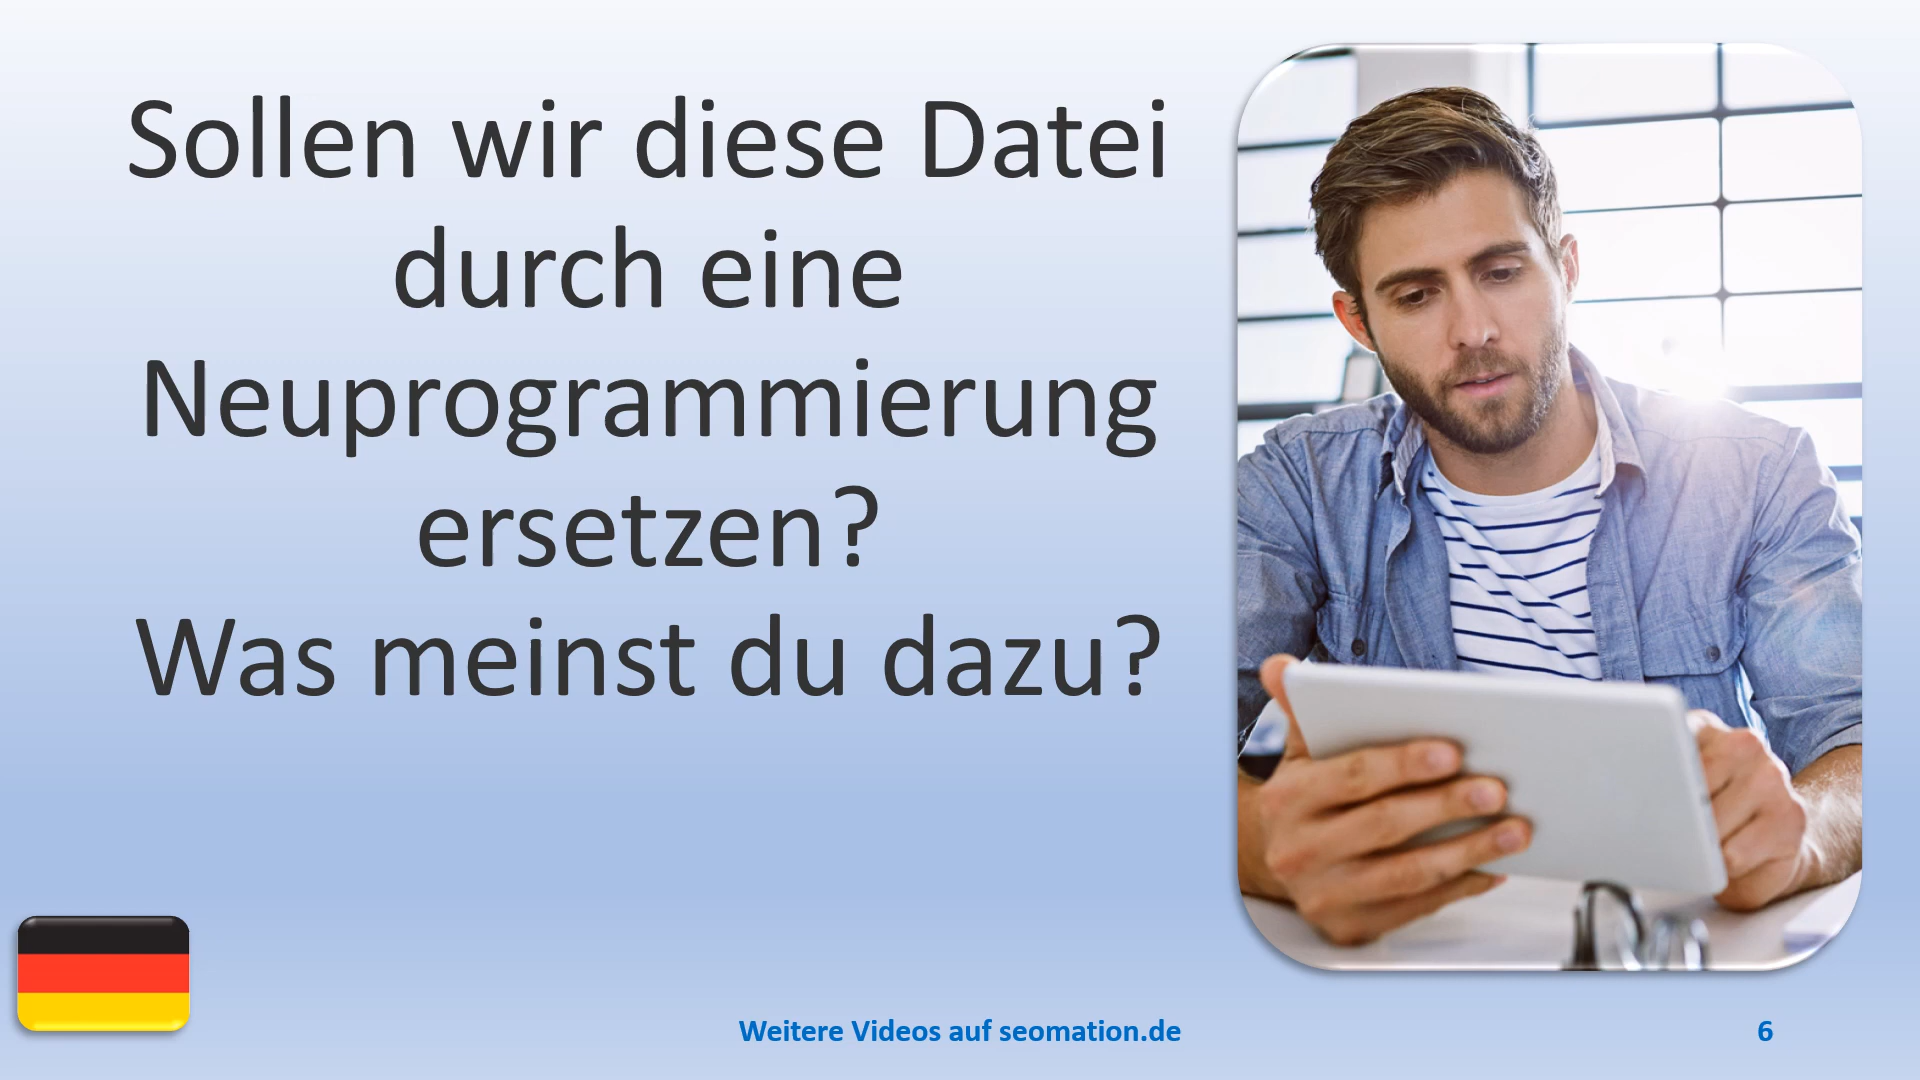 Sollen wir diese Datei
durch eine
Neuprogrammierung
ersetzen?
Was meinst du dazu?
Weitere Videos auf seomation.de
6